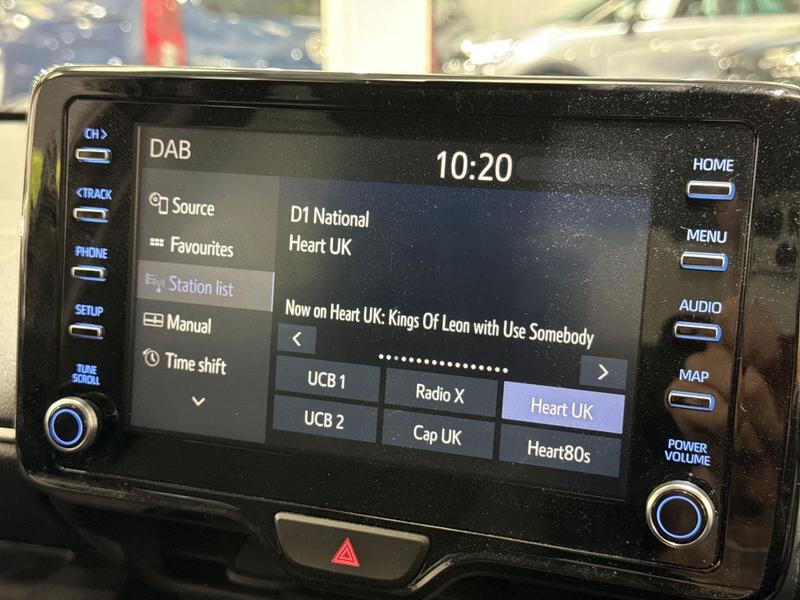 CH >
< TRACK
PHONE
SETUP
TUNE
SCROLL
DAB
10:20
Source
Favourites
Station list
Manual
Time shift
D1 National
Heart UK
Now on Heart UK: Kings Of Leon with Use Somebody
<
>
UCB 1
Radio X
Heart UK
UCB 2
Cap UK
Heart80s
HOME
MENU
AUDIO
MAP
POWER
VOLUME